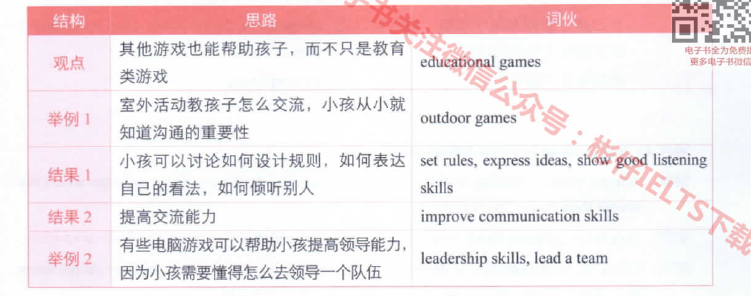 结构 思路 词伙
观点 其他游戏也能帮助孩子，而不只是教育
类游戏
educational games
举例 1 室外活动教孩子怎么交流，小孩从小就
知道沟通的重要性
outdoor games
结果 1 小孩可以讨论如何设计规则，如何表达
自己的看法，如何倾听别人
set rules, express ideas, show good listening
skills
结果 2 提高交流能力 improve communication skills
举例 2 有些电脑游戏可以帮助小孩提高领导能力，
因为小孩需要懂得怎么去领导一个队伍
leadership skills, lead a team
子书关注微信公众号：彬仔IELTS下载
电子书全为免费
更多电子书微信